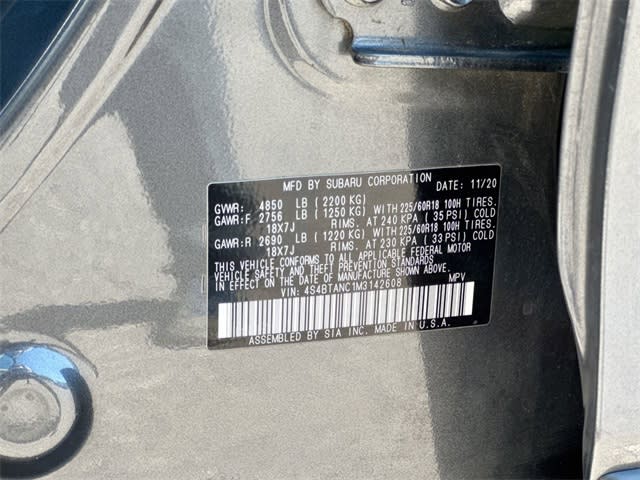 MFD BY SUBARU CORPORATION DATE: 11/20
GVWR: 4850 LB (2200 KG)
GAWR:F 2756 LB (1250 KG) WITH 225/60R18 100H TIRES.
18X7J RIMS. AT 240 KPA (35 PSI) COLD
GAWR:R 2690 LB (1220 KG) WITH 225/60R18 100H TIRES.
18X7J RIMS. AT 230 KPA (33 PSI) COLD
THIS VEHICLE CONFORMS TO ALL APPLICABLE FEDERAL MOTOR
VEHICLE SAFETY AND THEFT PREVENTION STANDARDS IN EFFECT ON
THE DATE OF MANUFACTURE SHOWN ABOVE.
VIN: 4S4BTANC1M3142608 MPV
ASSEMBLED BY SIA INC. MADE IN U.S.A.